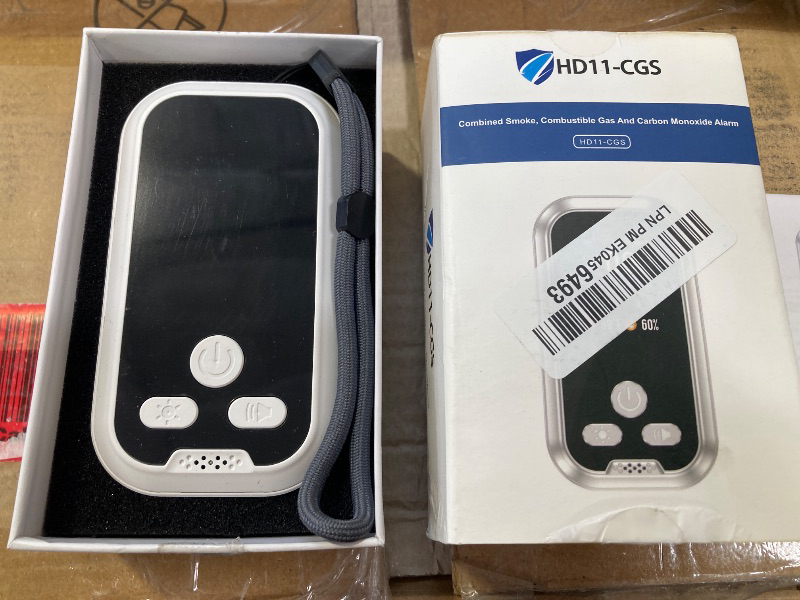 HD11-CGS
Combined Smoke, Combustible Gas And Carbon Monoxide Alarm
HD11-CGS
LPN PM EK0456493
60%
HD11-CGS